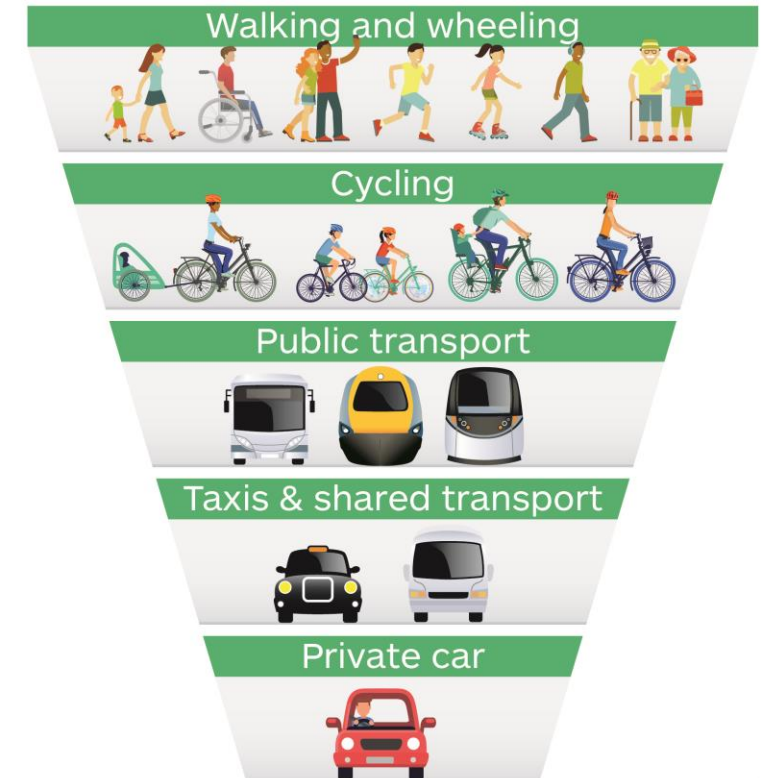 Walking and wheeling
Cycling
Public transport
Taxis & shared transport
Private car